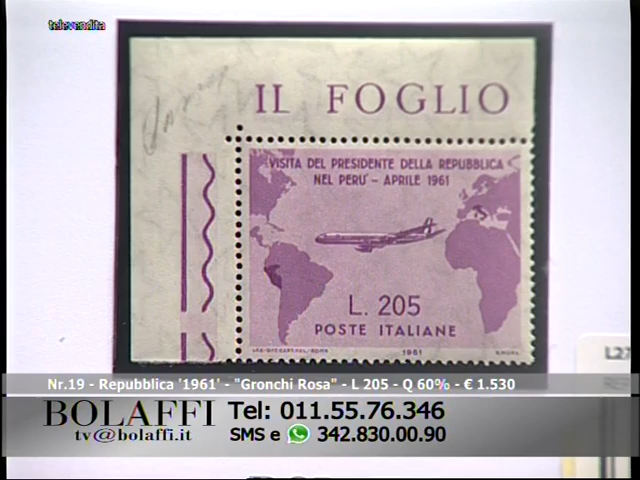 televendita
IL FOGLIO
VISITA DEL PRESIDENTE DELLA REPUBBLICA
NEL PERU' - APRILE 1961
L. 205
POSTE ITALIANE
1961
L27
Nr.19 - Repubblica '1961' - "Gronchi Rosa" - L 205 - Q 60% - € 1.530
BOLAFFI
tv@bolaffi.it
Tel: 011.55.76.346
SMS e 342.830.00.90